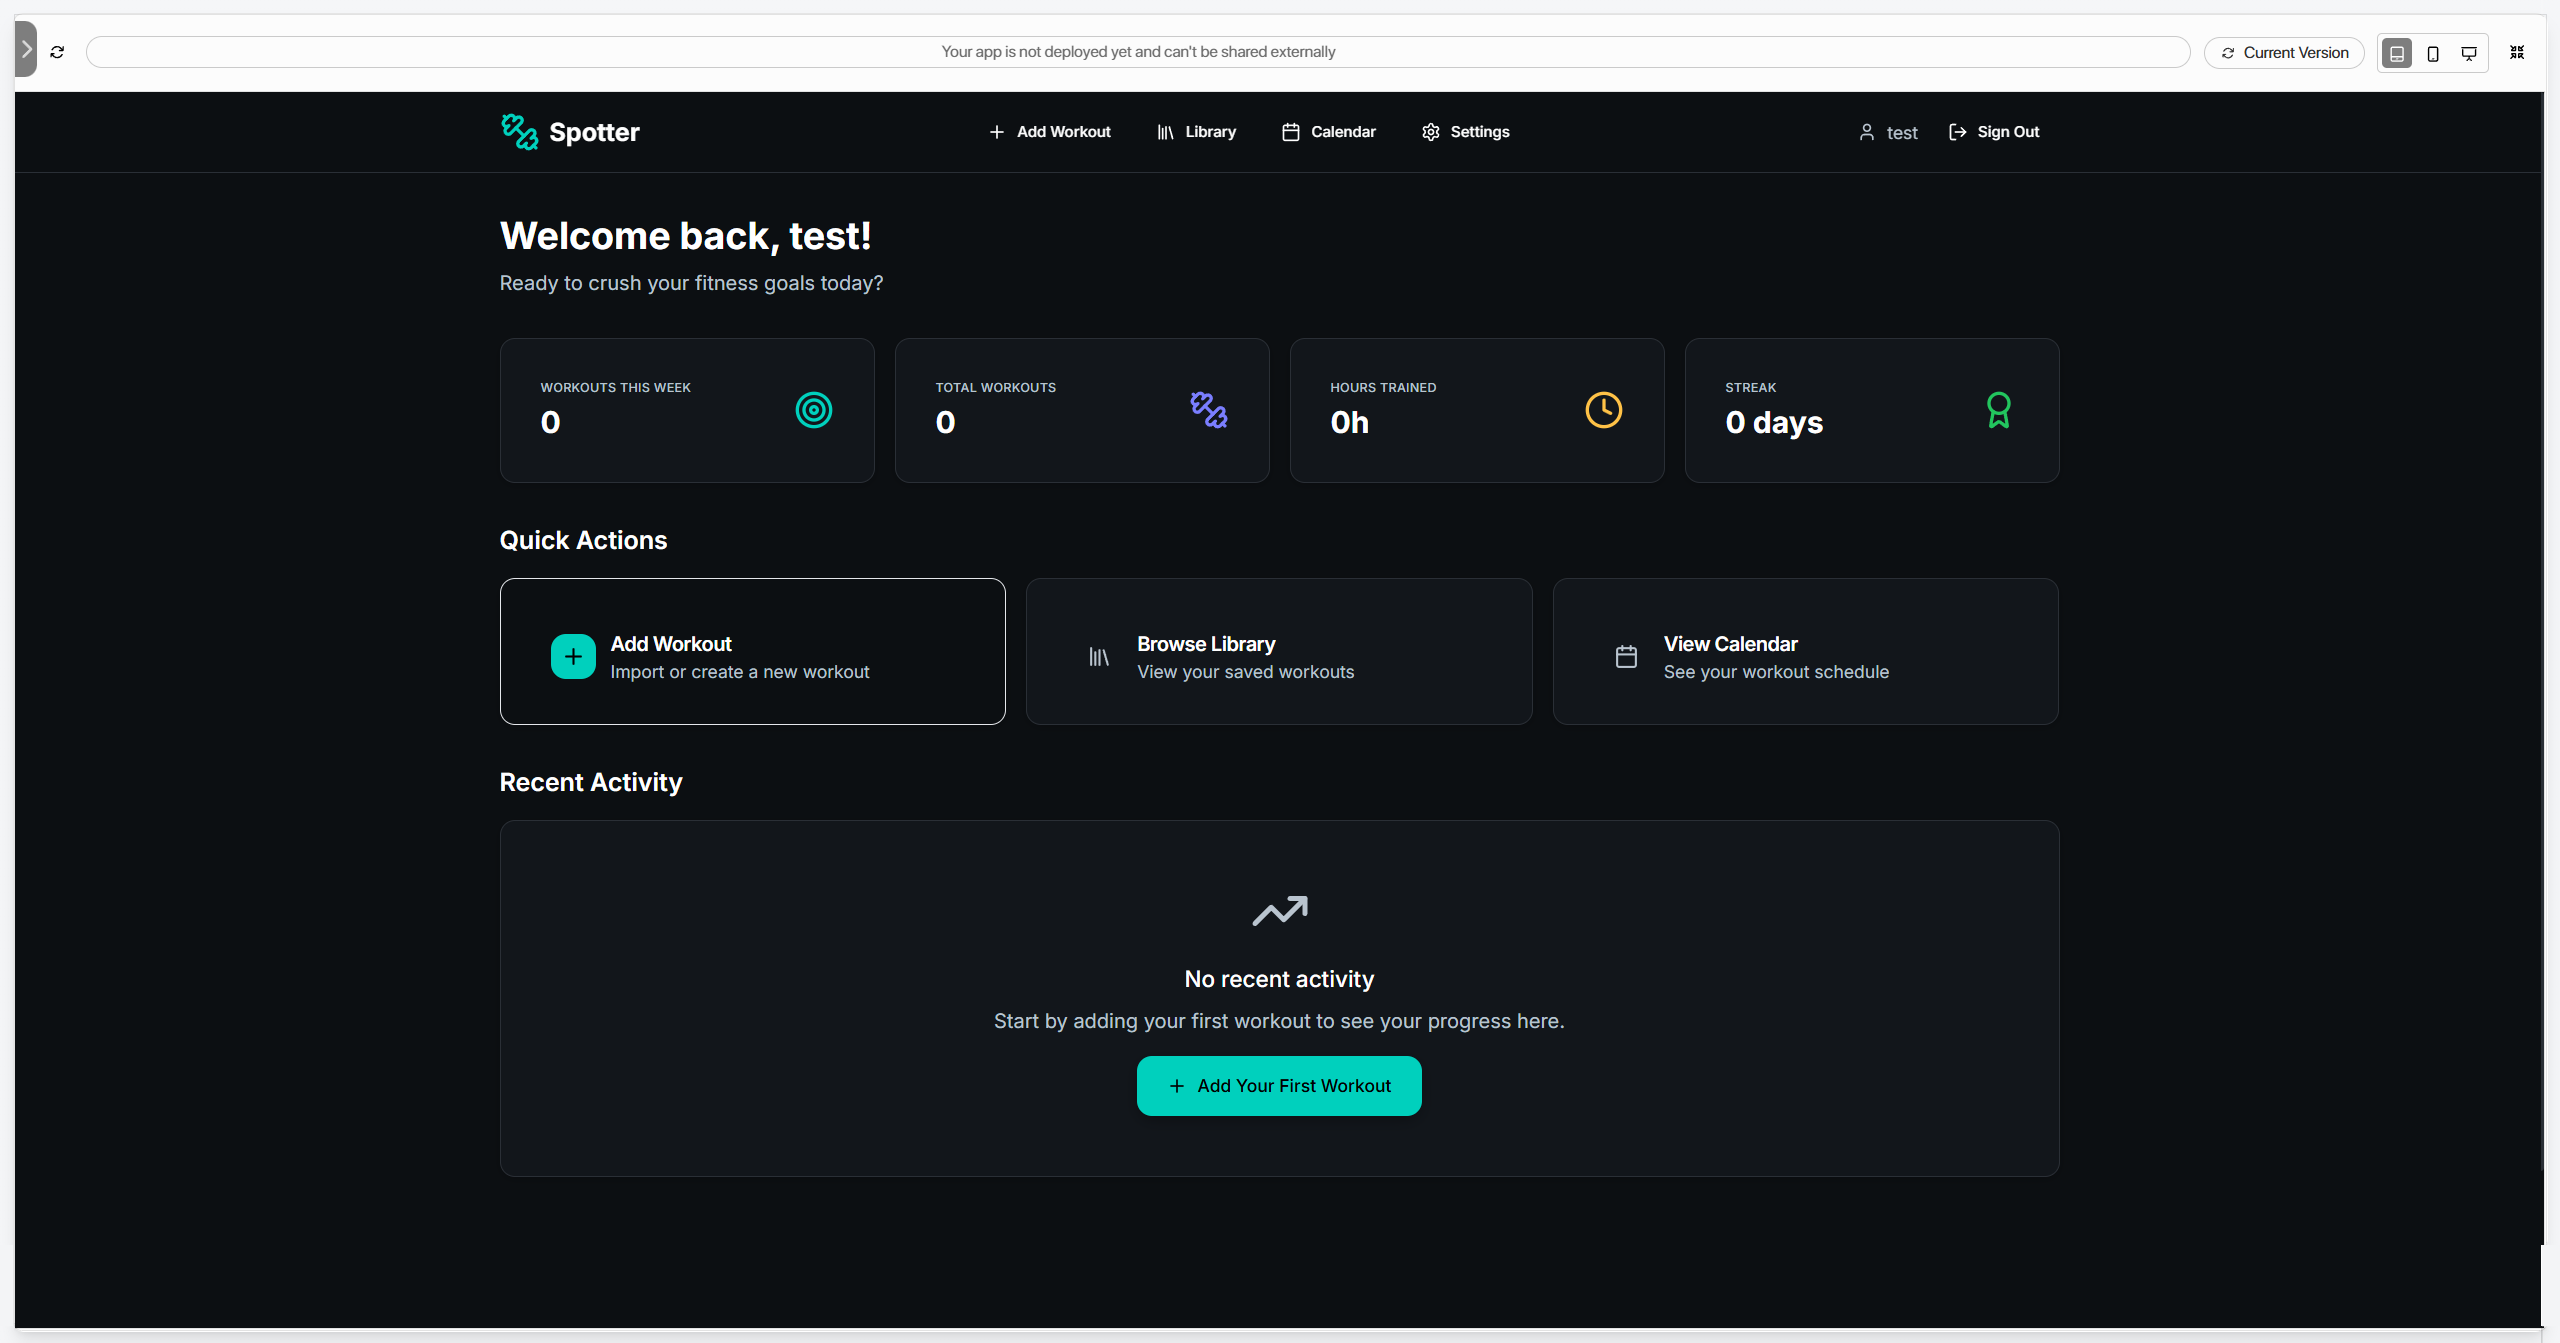 Your app is not deployed yet and can't be shared externally
Current Version
Spotter
Add Workout
Library
Calendar
Settings
test
Sign Out
Welcome back, test!
Ready to crush your fitness goals today?
WORKOUTS THIS WEEK
0
TOTAL WORKOUTS
0
HOURS TRAINED
0h
STREAK
0 days
Quick Actions
Add Workout
Import or create a new workout
Browse Library
View your saved workouts
View Calendar
See your workout schedule
Recent Activity
No recent activity
Start by adding your first workout to see your progress here.
Add Your First Workout